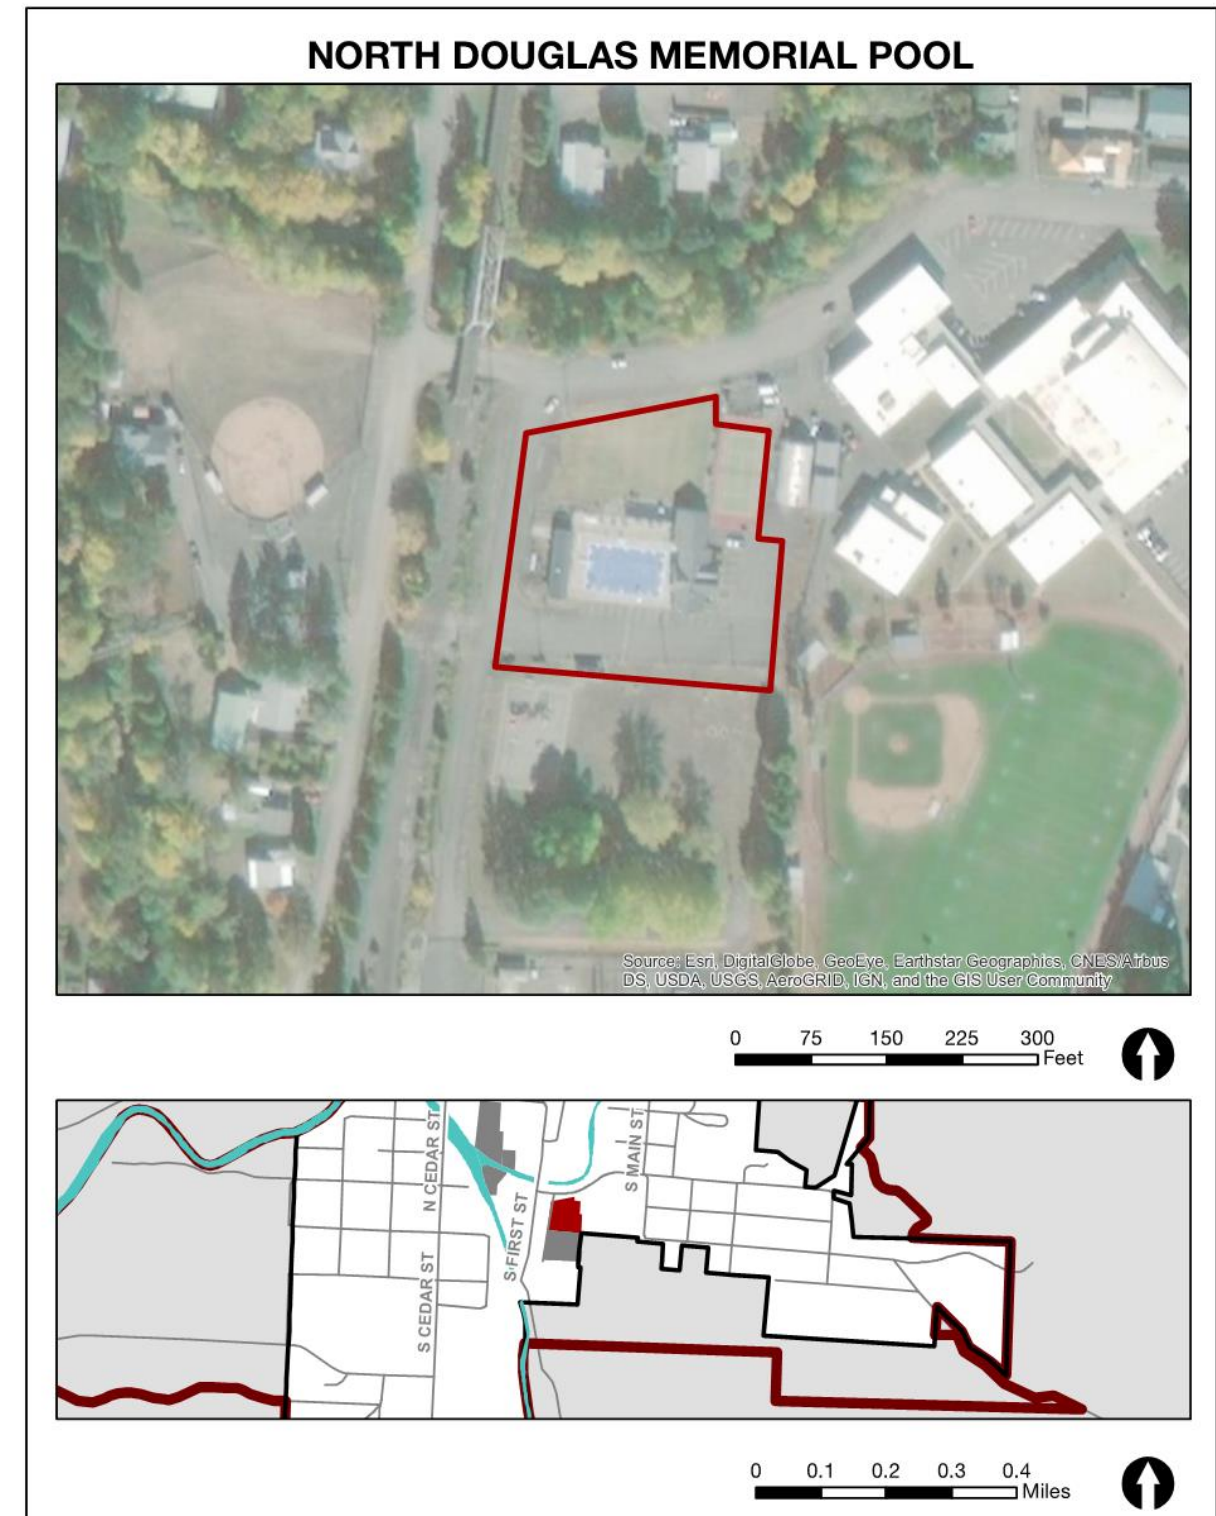 NORTH DOUGLAS MEMORIAL POOL
Source: Esri, DigitalGlobe, GeoEye, Earthstar Geographics, CNES/Airbus
DS, USDA, USGS, AeroGRID, IGN, and the GIS User Community
0 75 150 225 300
Feet
N CEDAR ST
S MAIN ST
S FIRST ST
S CEDAR ST
0 0.1 0.2 0.3 0.4
Miles